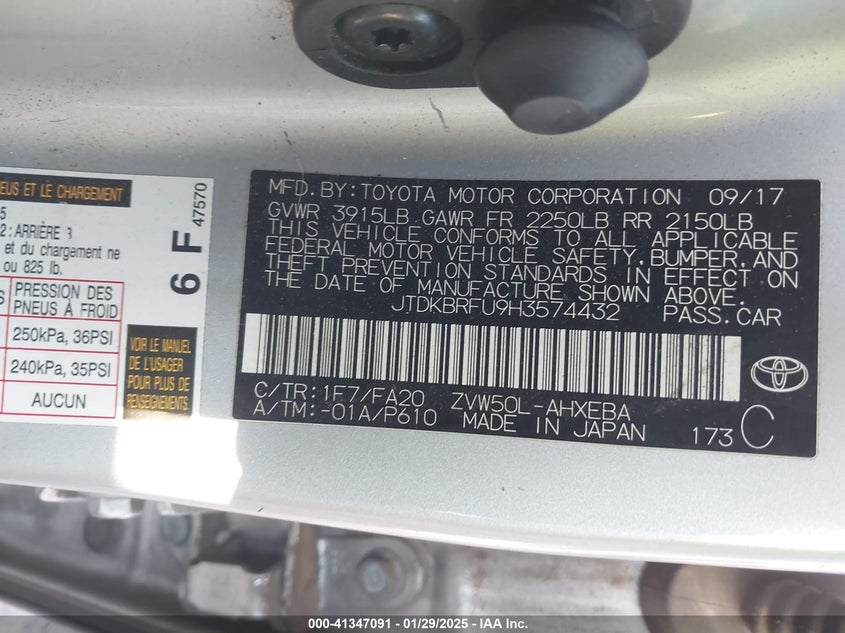 EUS ET LE CHARGEMENT
5
2: ARRIÈRE 3
et du chargement ne
ou 825 lb.
S
PRESSION DES
PNEUS À FROID
250kPa, 36PSI
240kPa, 35PSI
AUCUN
6 F
47570
VOIR LE MANUEL
DE L'USAGER
POUR PLUS DE
RENSEIGNEMENTS
MFD. BY: TOYOTA MOTOR CORPORATION 09/17
GVWR 3915LB GAWR FR 2250LB RR 2150LB
THIS VEHICLE CONFORMS TO ALL APPLICABLE
FEDERAL MOTOR VEHICLE SAFETY, BUMPER, AND
THEFT PREVENTION STANDARDS IN EFFECT ON
THE DATE OF MANUFACTURE SHOWN ABOVE.
JTDKBRFU9H3574432 PASS. CAR
C/TR: 1F7/FA20 ZVW50L-AHXEBA
A/TM: -01A/P610 MADE IN JAPAN 173 C
TOYOTA
000-41347091 - 01/29/2025 - IAA Inc.